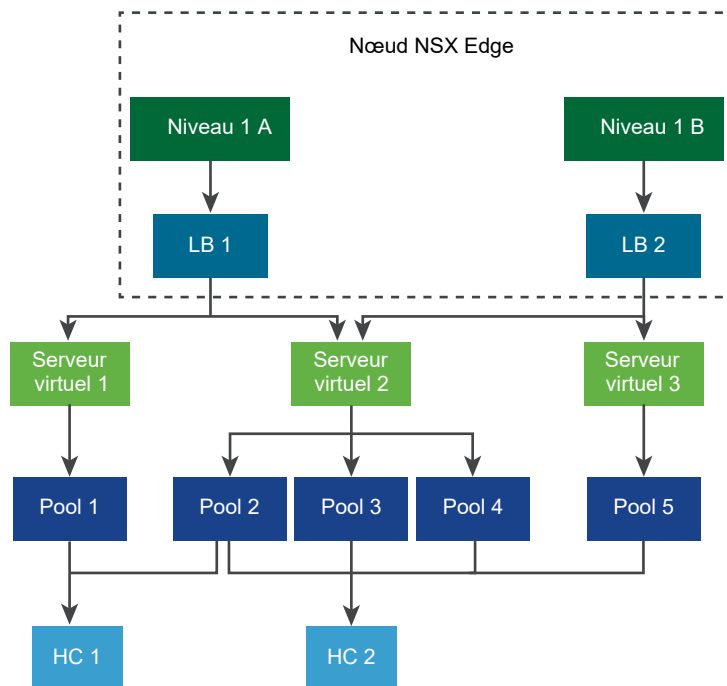 Nœud NSX Edge
Niveau 1 A
Niveau 1 B
LB 1
LB 2
Serveur
virtuel 1
Serveur
virtuel 2
Serveur
virtuel 3
Pool 1
Pool 2
Pool 3
Pool 4
Pool 5
HC 1
HC 2